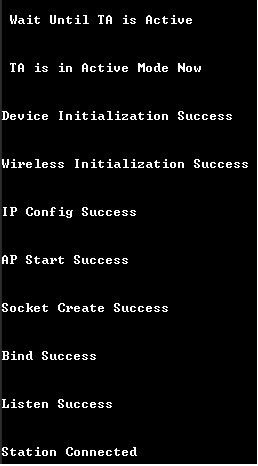 Wait Until TA is Active
TA is in Active Mode Now
Device Initialization Success
Wireless Initialization Success
IP Config Success
AP Start Success
Socket Create Success
Bind Success
Listen Success
Station Connected